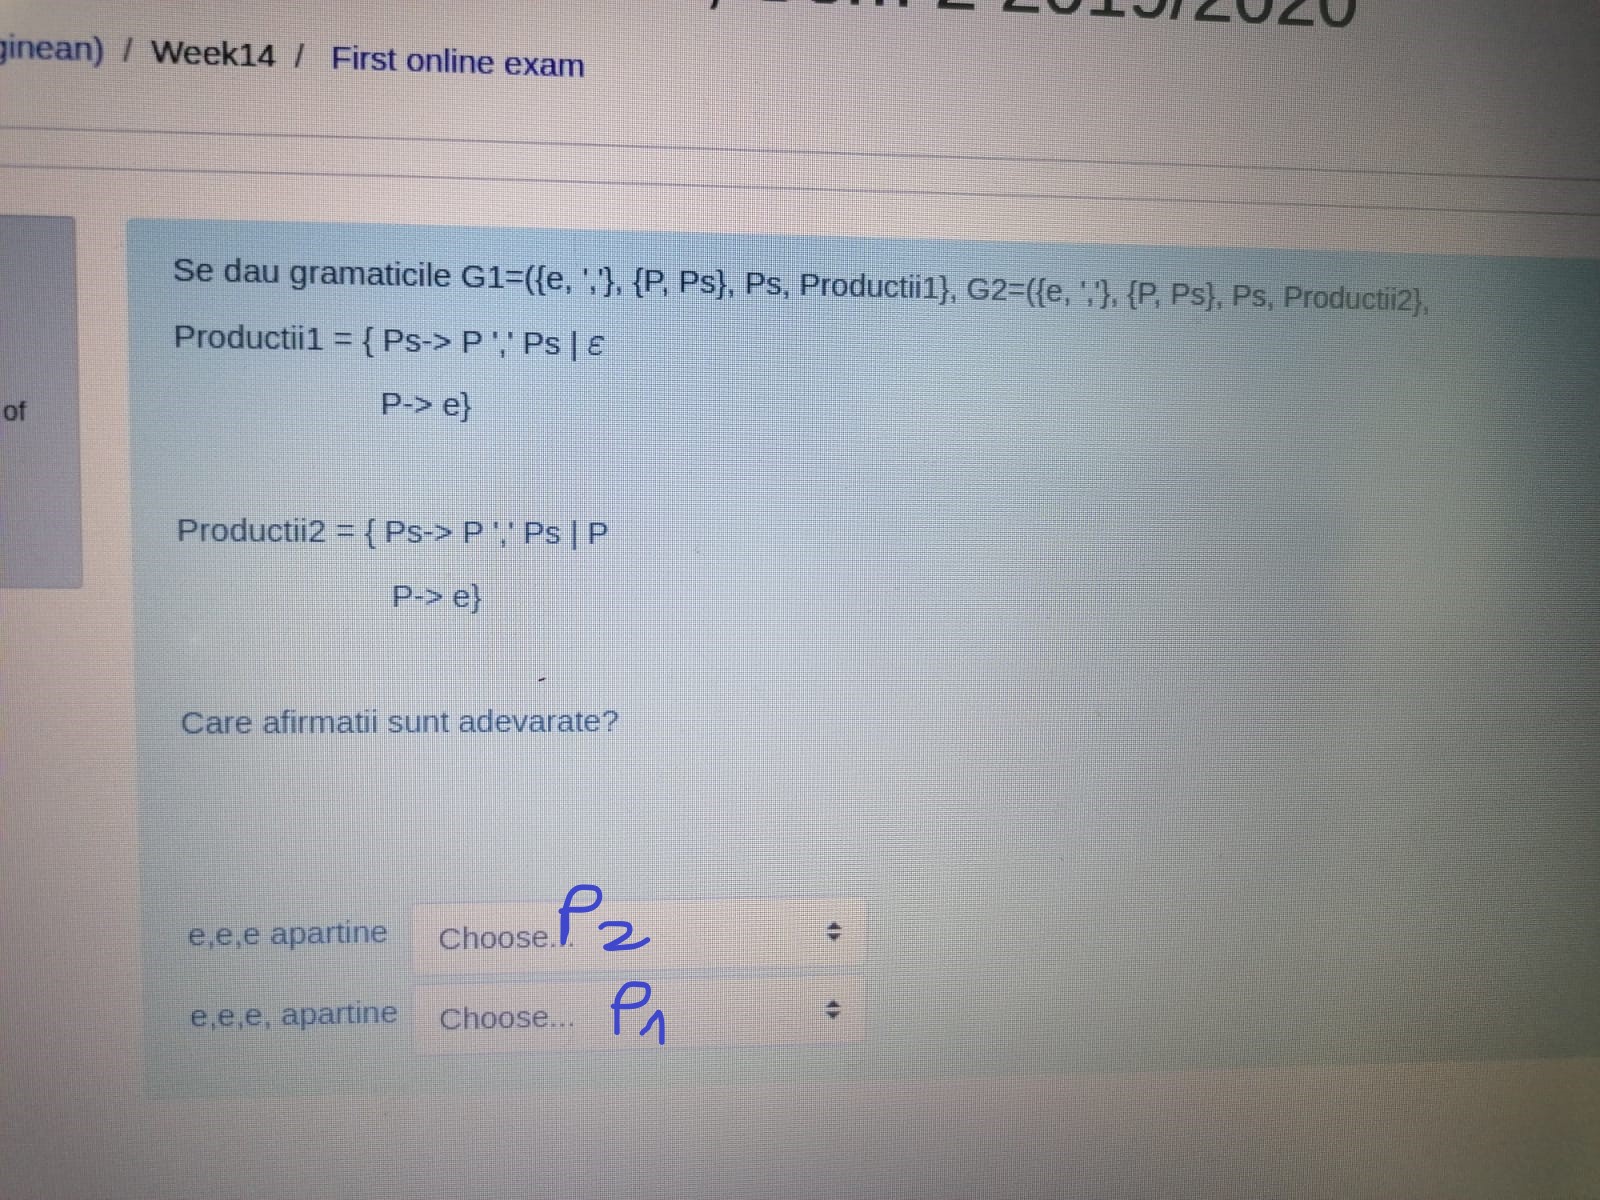 2 2019/2020
ginean) / Week14 / First online exam
of
Se dau gramaticile G1=({e, ','}, {P, Ps}, Ps, Productii1}, G2=({e, ','}, {P, Ps}, Ps, Productii2},
Productii1 = { Ps-> P ',' Ps | ε
P-> e}
Productii2 = { Ps-> P ',' Ps | P
P-> e}
Care afirmatii sunt adevarate?
e,e,e apartine Choose... P2
e,e,e, apartine Choose... P1